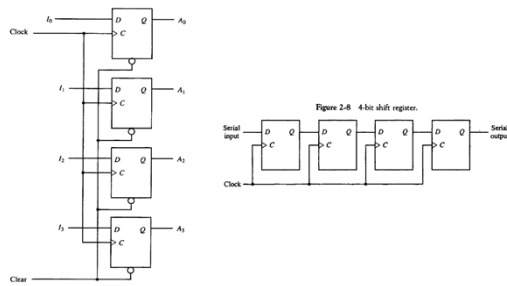 I₀ D Q A₀
Clock C
I₁ D Q A₁
C
I₂ D Q A₂
C
I₃ D Q A₃
C
Clear
Figure 2-8 4-bit shift register.
Serial input D Q D Q D Q D Q Serial outpu
C C C C
Clock